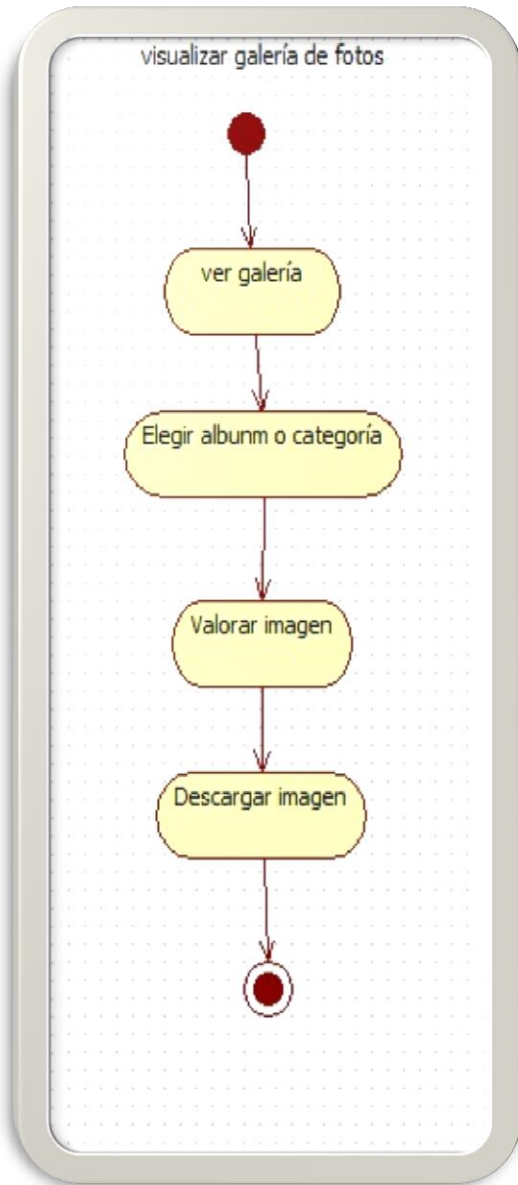 visualizar galería de fotos
ver galería
Elegir albunm o categoría
Valorar imagen
Descargar imagen